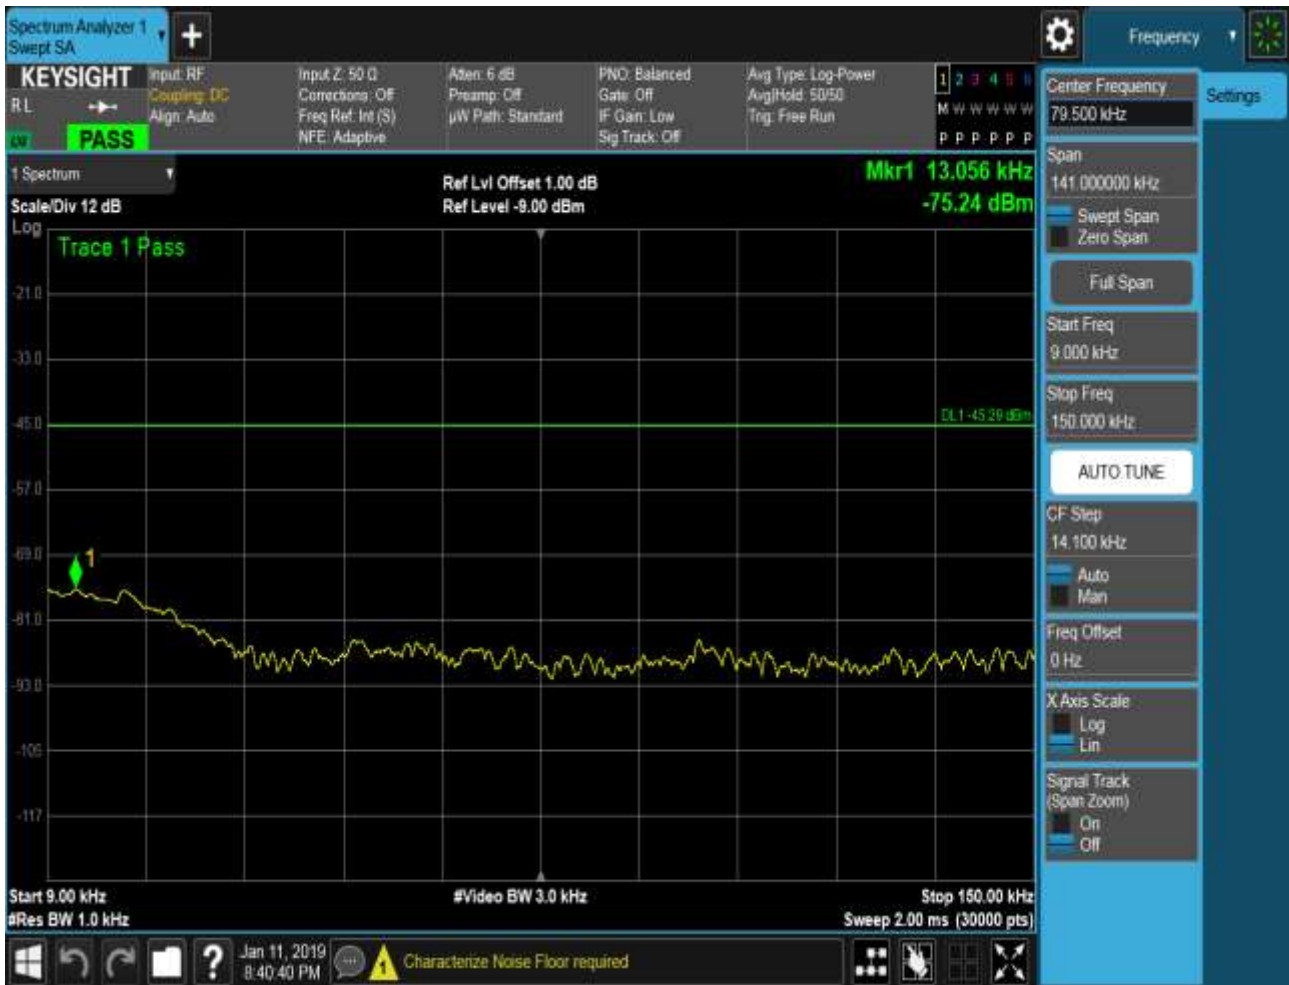 Spectrum Analyzer 1
Swept SA
+
Frequency
KEYSIGHT
R L
PASS
Input: RF
Coupling: DC
Align: Auto
Input Z: 50 Ω
Corrections: Off
Freq Ref: Int (S)
NFE: Adaptive
Atten: 6 dB
Preamp: Off
µW Path: Standard
PNO: Balanced
Gate: Off
IF Gain: Low
Sig Track: Off
Avg Type: Log-Power
Avg|Hold: 50/50
Trig: Free Run
1 2 3 4 5 6
M W W W W W
P P P P P P
1 Spectrum
Scale/Div 12 dB
Log
Ref Lvl Offset 1.00 dB
Ref Level -9.00 dBm
Mkr1 13.056 kHz
-75.24 dBm
Trace 1 Pass
-21.0
-33.0
-45.0
DL1 -45.29 dBm
-57.0
-69.0
1
-81.0
-93.0
-105
-117
Start 9.00 kHz
#Res BW 1.0 kHz
#Video BW 3.0 kHz
Stop 150.00 kHz
Sweep 2.00 ms (30000 pts)
Center Frequency
79.500 kHz
Settings
Span
141.000000 kHz
Swept Span
Zero Span
Full Span
Start Freq
9.000 kHz
Stop Freq
150.000 kHz
AUTO TUNE
CF Step
14.100 kHz
Auto
Man
Freq Offset
0 Hz
X Axis Scale
Log
Lin
Signal Track
(Span Zoom)
On
Off
?
Jan 11, 2019
8:40:40 PM
1
Characterize Noise Floor required